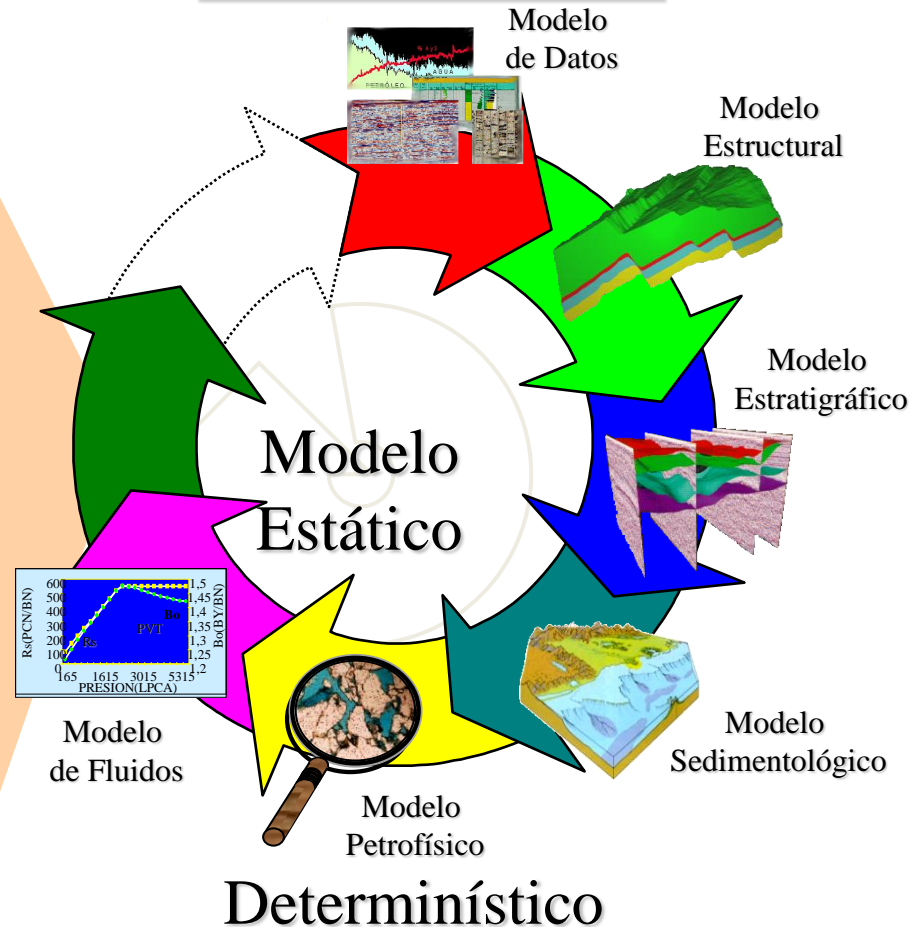 Modelo
de Datos
PETRÓLEO
AGUA
Modelo
Estructural
Modelo
Estratigráfico
Modelo
Estático
Rs(PCN/BN)
600
500
400
300
200
100
0
Rs
PVT
Bo
1,5
1,45
1,4
1,35
1,3
1,25
1,2
Bo(BY/BN)
165 1615 3015 5315
PRESION(LPCA)
Modelo
de Fluidos
Modelo
Sedimentológico
Modelo
Petrofísico
Determinístico